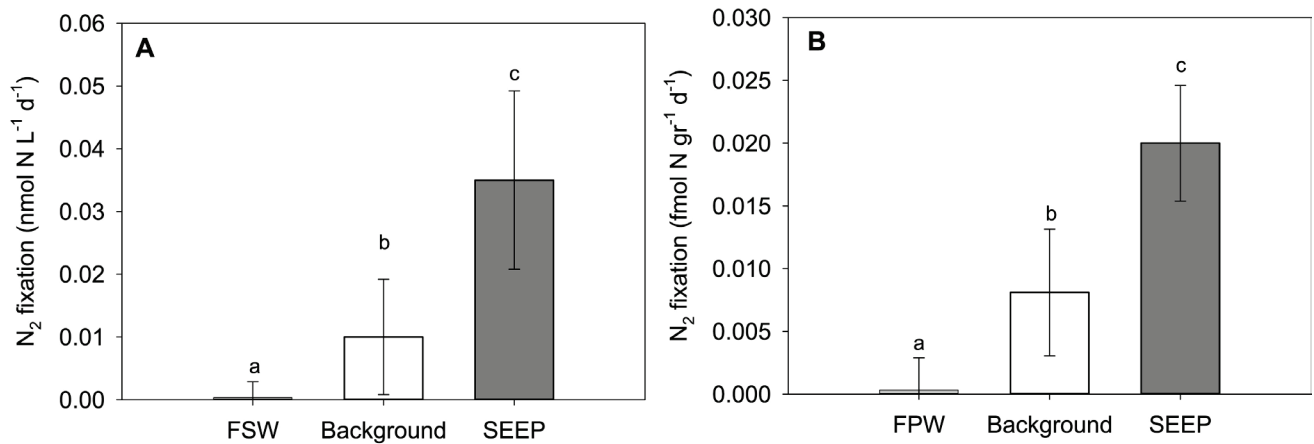 A
N₂ fixation (nmol N L⁻¹ d⁻¹)
0.06
0.05
0.04
0.03
0.02
0.01
0.00
a
b
c
FSW Background SEEP
B
N₂ fixation (fmol N gr⁻¹ d⁻¹)
0.030
0.025
0.020
0.015
0.010
0.005
0.000
a
b
c
FPW Background SEEP